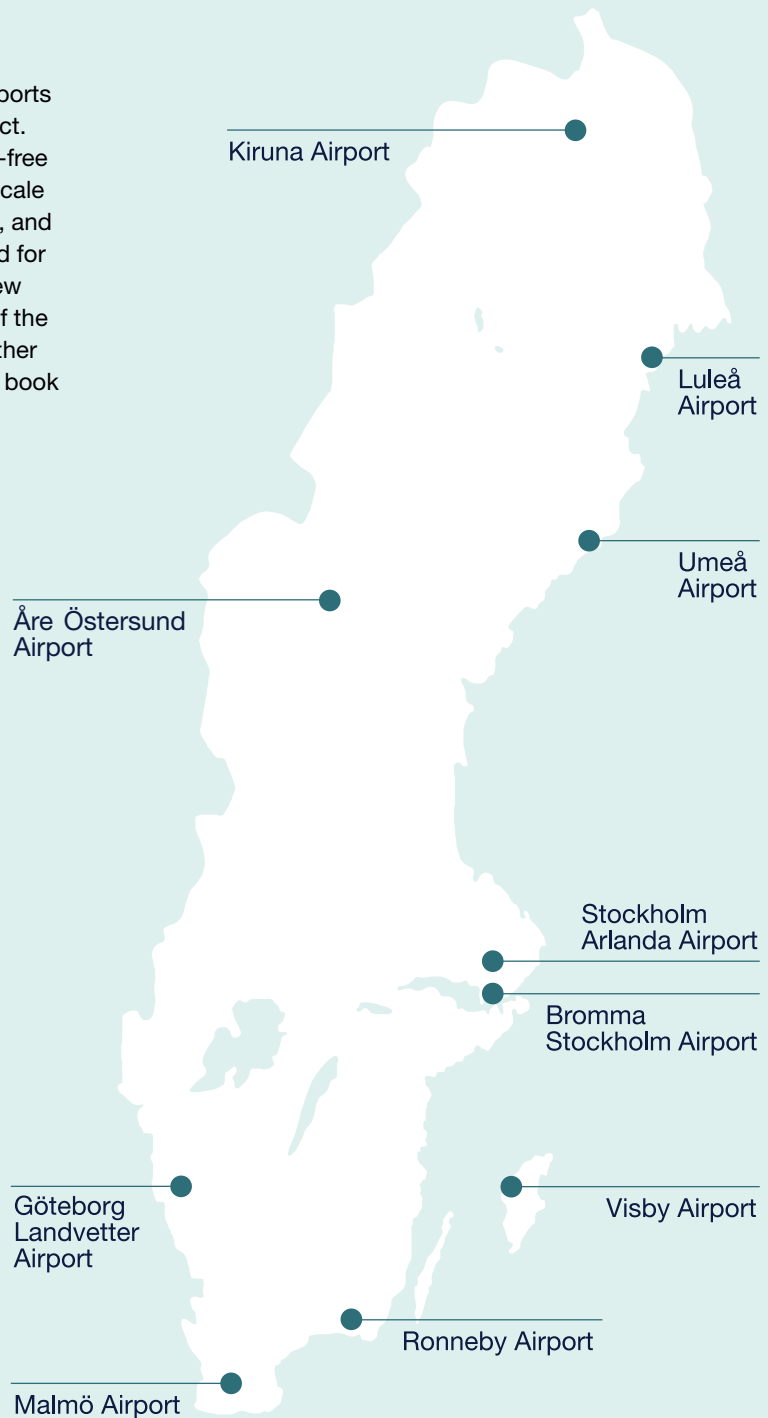 ports
ct.
-free
cale
, and
d for
ew
f the
ther
book
Kiruna Airport
Luleå
Airport
Umeå
Airport
Åre Östersund
Airport
Stockholm
Arlanda Airport
Bromma
Stockholm Airport
Göteborg
Landvetter
Airport
Visby Airport
Ronneby Airport
Malmö Airport